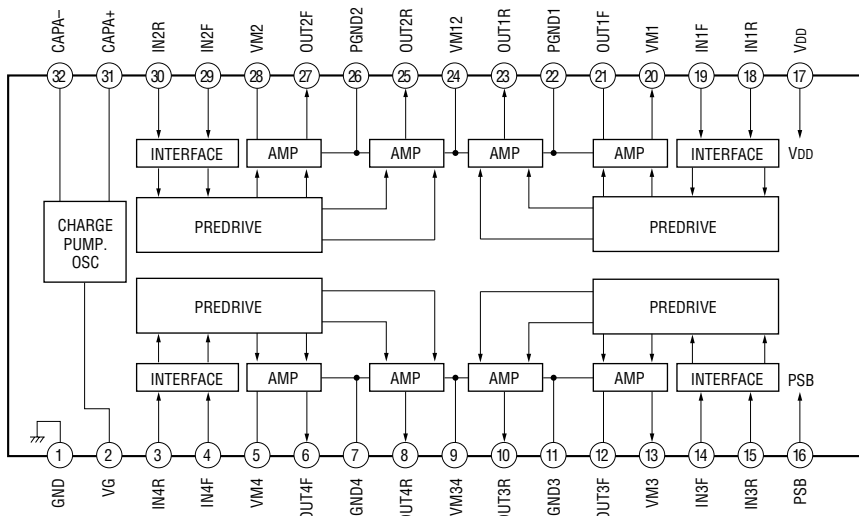 CAPA−
CAPA+
IN2R
IN2F
VM2
OUT2F
PGND2
OUT2R
VM12
OUT1R
PGND1
OUT1F
VM1
IN1F
IN1R
VDD
32 31 30 29 28 27 26 25 24 23 22 21 20 19 18 17
INTERFACE AMP AMP AMP AMP INTERFACE VDD
PREDRIVE PREDRIVE
CHARGE
PUMP.
OSC
PREDRIVE PREDRIVE
INTERFACE AMP AMP AMP AMP INTERFACE PSB
1 2 3 4 5 6 7 8 9 10 11 12 13 14 15 16
GND
VG
IN4R
IN4F
VM4
OUT4F
GND4
OUT4R
VM34
OUT3R
GND3
OUT3F
VM3
IN3F
IN3R
PSB